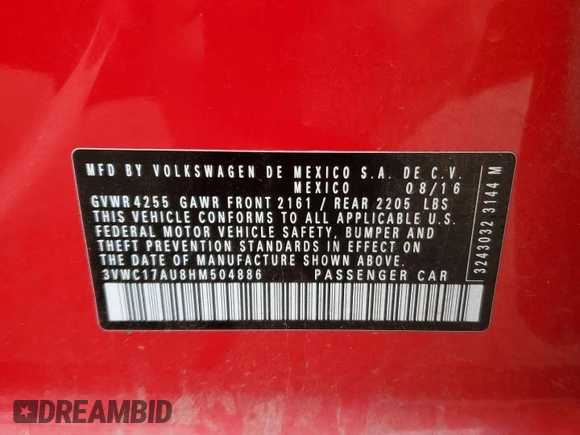 MFD BY VOLKSWAGEN DE MEXICO S.A. DE C.V.
MEXICO 08/16
GVWR 4255 GAWR FRONT 2161 / REAR 2205 LBS
THIS VEHICLE CONFORMS TO ALL APPLICABLE U.S.
FEDERAL MOTOR VEHICLE SAFETY, BUMPER AND
THEFT PREVENTION STANDARDS IN EFFECT ON
THE DATE OF MANUFACTURE SHOWN ABOVE.
3VWC17AU8HM504886 PASSENGER CAR
3243032 3144 M
DREAMBID